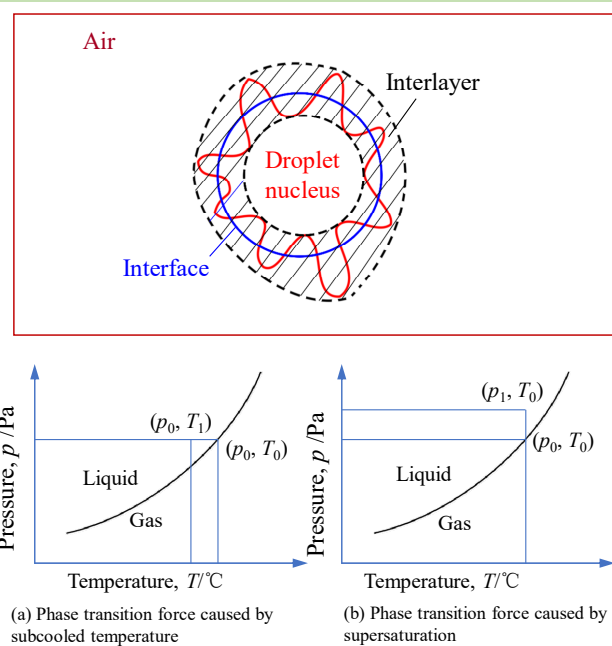 Air
Interlayer
Droplet
nucleus
Interface
Pressure, p /Pa
(p₀, T₁)
(p₀, T₀)
Liquid
Gas
Temperature, T/℃
(a) Phase transition force caused by
subcooled temperature
Pressure, p /Pa
(p₁, T₀)
(p₀, T₀)
Liquid
Gas
Temperature, T/℃
(b) Phase transition force caused by
supersaturation